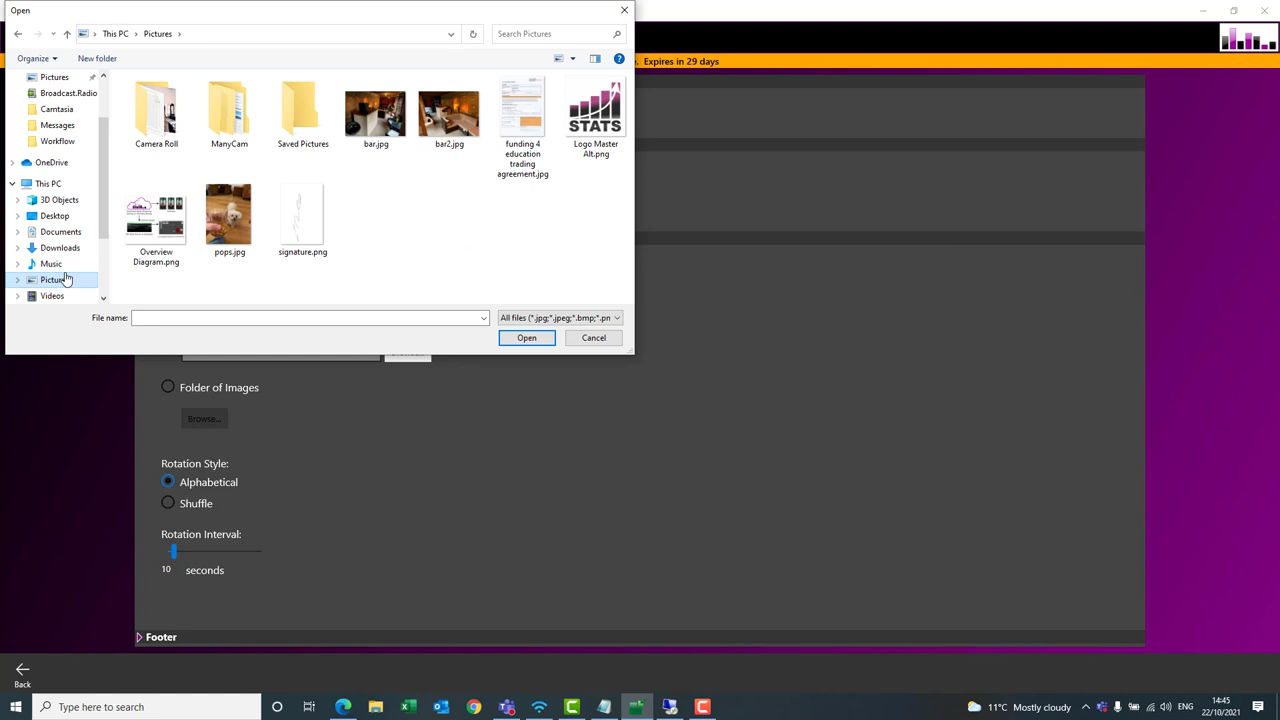 Open
This PC
Pictures
Search Pictures
Organize
New folder
?
Expires in 29 days
Pictures
Broadcast.Radio
Camtasia
Messages
Workflow
OneDrive
This PC
3D Objects
Desktop
Documents
Downloads
Music
Videos
Camera Roll
ManyCam
Saved Pictures
bar.jpg
bar2.jpg
funding 4
education
trading
agreement.jpg
STATS
Logo Master
Alt.png
Overview
Diagram.png
pops.jpg
signature.png
File name:
All files (*.jpg;*.jpeg;*.bmp;*.pn
Open
Cancel
Folder of Images
Browse...
Rotation Style:
Alphabetical
Shuffle
Rotation Interval:
10 seconds
Footer
Back
Type here to search
11°C Mostly cloudy
ENG
14:45
22/10/2021